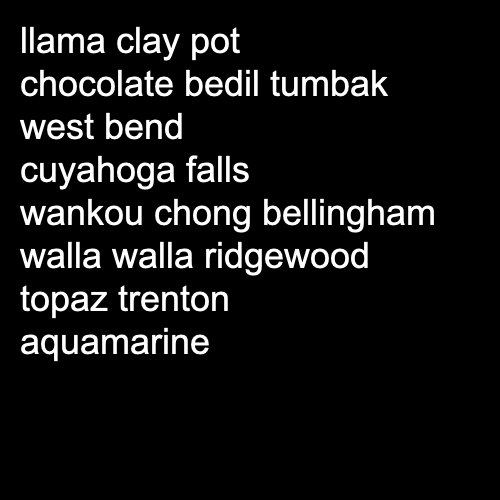 llama clay pot
chocolate bedil tumbak
west bend
cuyahoga falls
wankou chong bellingham
walla walla ridgewood
topaz trenton
aquamarine